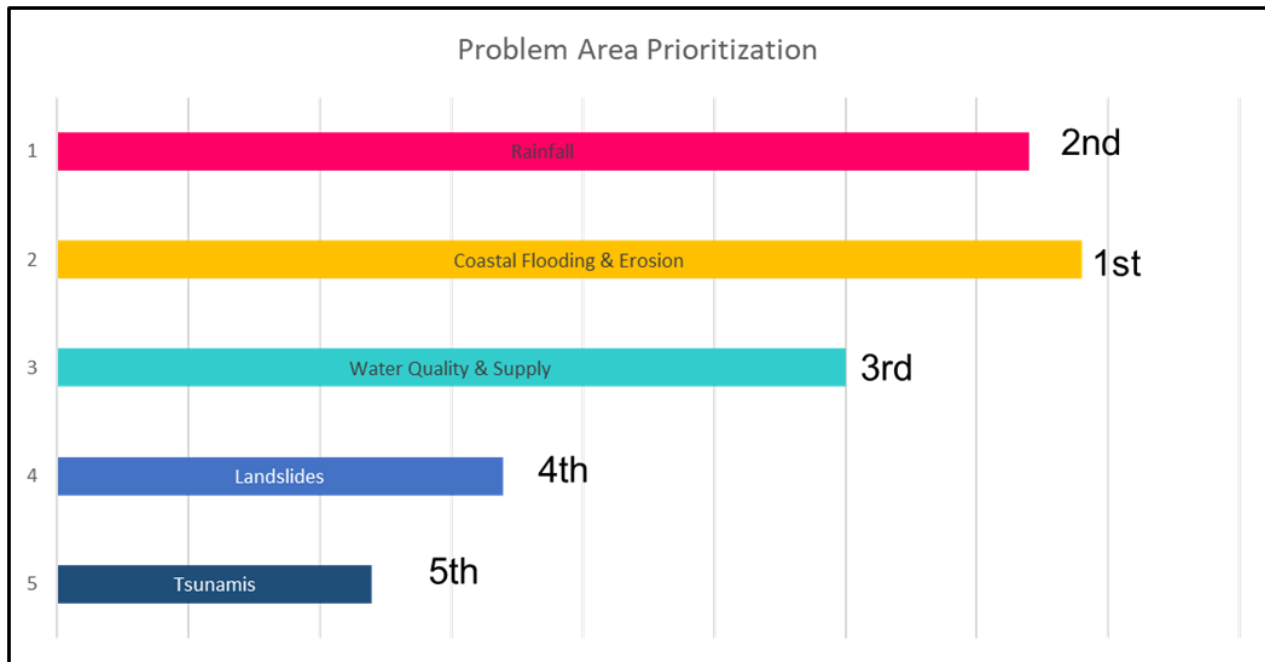 Problem Area Prioritization
1
Rainfall
2nd
2
Coastal Flooding & Erosion
1st
3
Water Quality & Supply
3rd
4
Landslides
4th
5
Tsunamis
5th